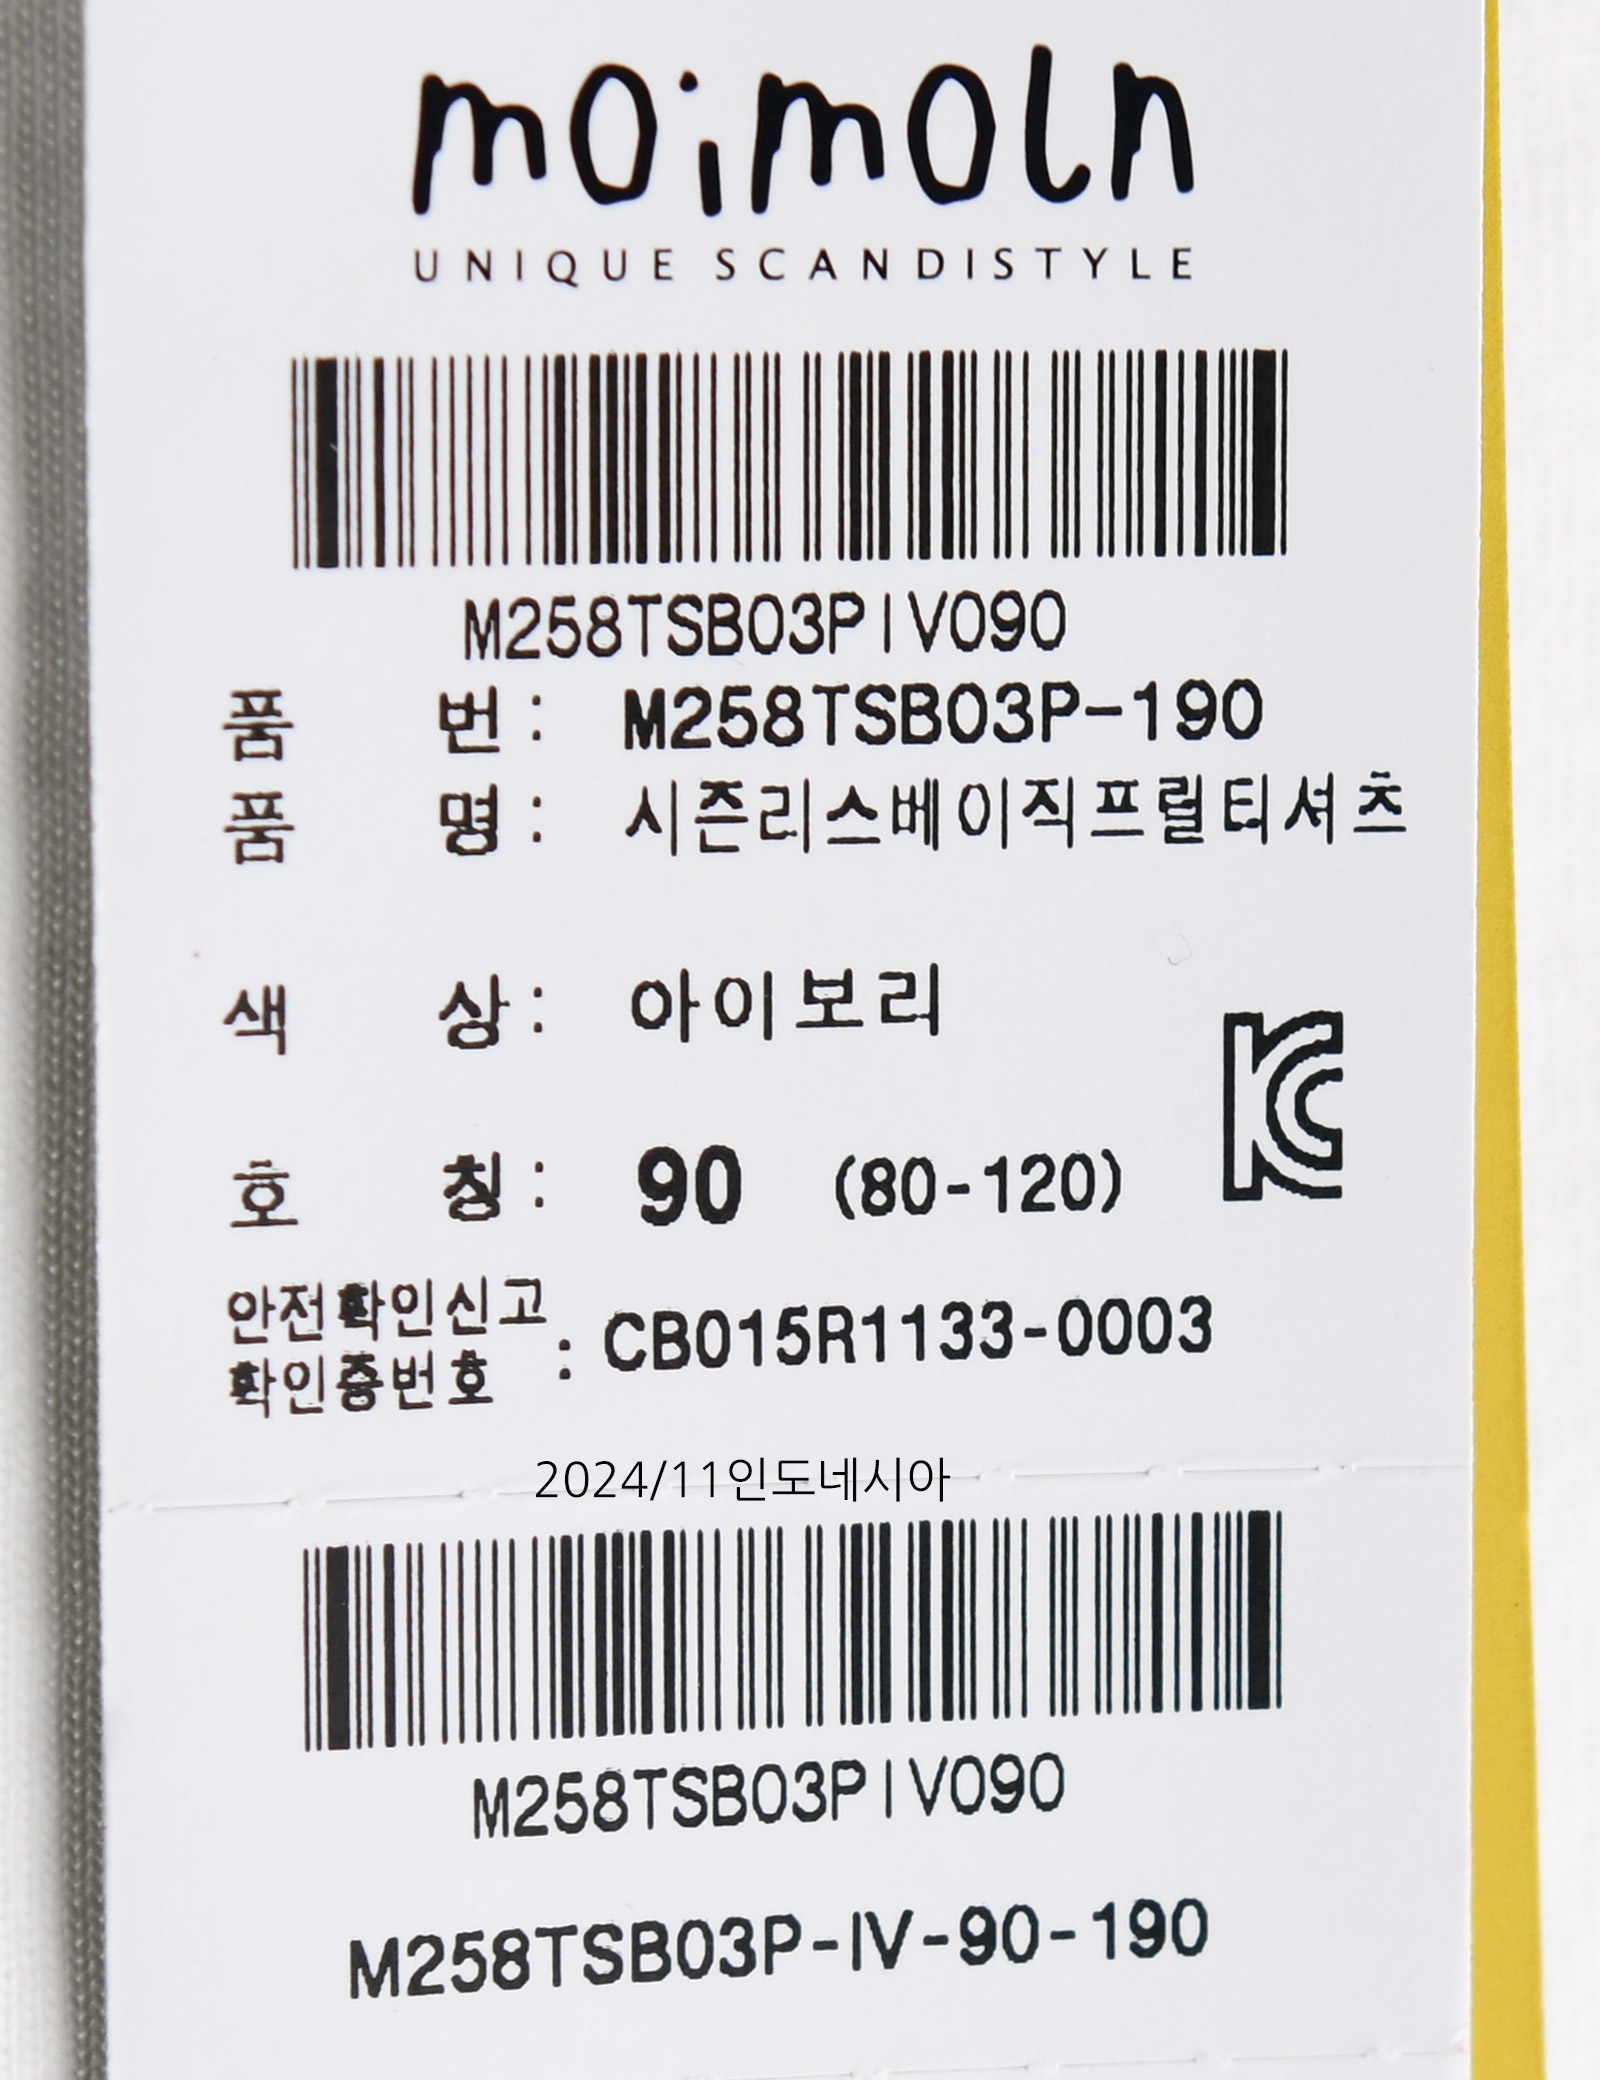 moimoln
UNIQUE SCANDISTYLE
M258TSB03PIV090
품 번 : M258TSB03P-190
품 명 : 시즌리스베이직프릴티셔츠
색 상 : 아이보리
KC
호 칭 : 90 (80-120)
안전확인신고
확인증번호 : CB015R1133-0003
2024/11인도네시아
M258TSB03PIV090
M258TSB03P-IV-90-190